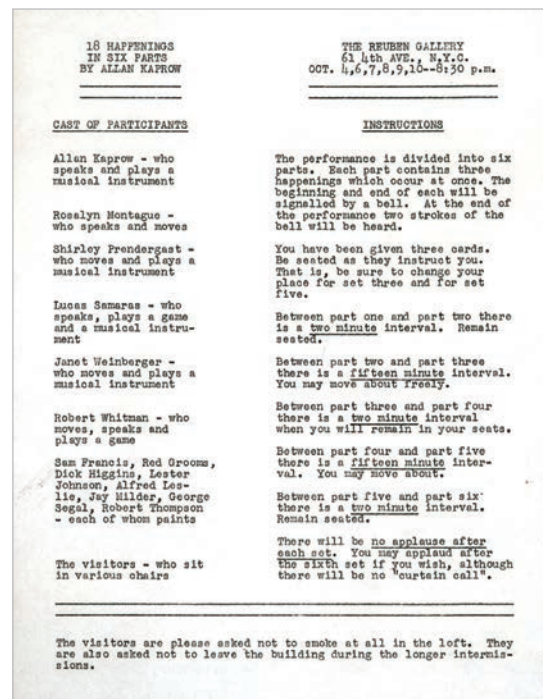 18 HAPPENINGS
IN SIX PARTS
BY ALLAN KAPROW
THE REUBEN GALLERY
61 4th AVE., N.Y.C.
OCT. 4,6,7,8,9,10--8:30 p.m.
CAST OF PARTICIPANTS
Allan Kaprow - who
speaks and plays a
musical instrument
Rosalyn Montague -
who speaks and moves
Shirley Prendergast -
who moves and plays a
musical instrument
Lucas Samaras - who
speaks, plays a game
and a musical instru-
ment
Janet Weinberger -
who moves and plays a
musical instrument
Robert Whitman - who
moves, speaks and
plays a game
Sam Francis, Red Grooms,
Dick Higgins, Lester
Johnson, Alfred Les-
lie, Jay Milder, George
Segal, Robert Thompson
- each of whom paints
The visitors - who sit
in various chairs
INSTRUCTIONS
The performance is divided into six
parts. Each part contains three
happenings which occur at once. The
beginning and end of each will be
signalled by a bell. At the end of
the performance two strokes of the
bell will be heard.
You have been given three cards.
Be seated as they instruct you.
That is, be sure to change your
place for set three and for set
five.
Between part one and part two there
is a two minute interval. Remain
seated.
Between part two and part three
there is a fifteen minute interval.
You may move about freely.
Between part three and part four
there is a two minute interval
when you will remain in your seats.
Between part four and part five
there is a fifteen minute inter-
val. You may move about.
Between part five and part six
there is a two minute interval.
Remain seated.
There will be no applause after
each set. You may applaud after
the sixth set if you wish, although
there will be no "curtain call".
The visitors are please asked not to smoke at all in the loft. They
are also asked not to leave the building during the longer intermis-
sions.